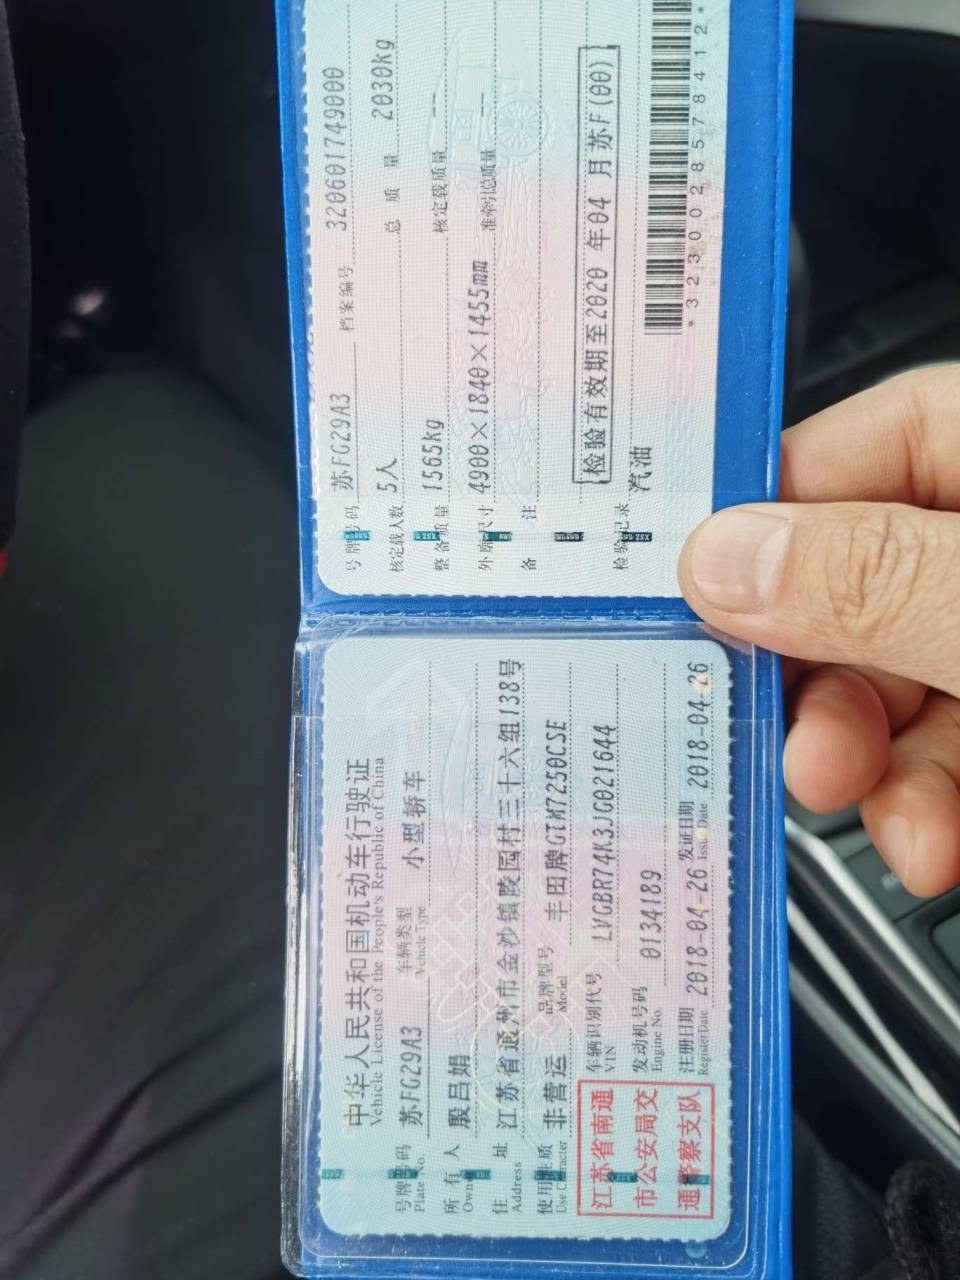 中华人民共和国机动车行驶证
Vehicle License of the People's Republic of China
号牌号码 苏FG29A3 车辆类型 小型轿车
Plate No. Vehicle Type
所有人 殷吕娟
Owner
住址 江苏省通州市金沙镇陵园村三十六组138号
Address
使用性质 非营运 品牌型号 丰田牌GTM7250CSE
Use Character Model
江苏省南通
市公安局交
通警察支队
车辆识别代号 LVGBR74K3JG021644
VIN
发动机号码 0134189
Engine No.
注册日期 2018-04-26 发证日期 2018-04-26
Register Date Issue Date
号牌号码 苏FG29A3 档案编号 320601749000
核定载人数 5人 总质量 2030kg
整备质量 1565kg 核定载质量 --
外廓尺寸 4900×1840×1455mm 准牵引总质量 --
备注
检验有效期至2020年04月苏F(00)
检验记录 汽油
*3230028578412*